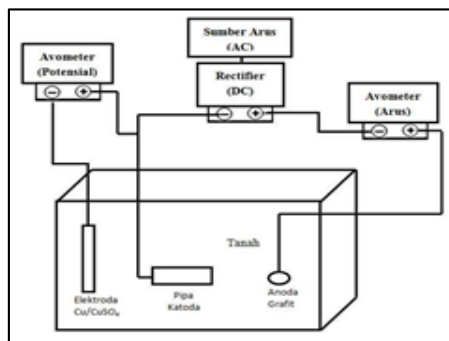 Sumber Arus
(AC)
Avometer
(Potensial)
Rectifier
(DC)
Avometer
(Arus)
− +
− +
− +
Tanah
Elektroda
Cu/CuSO₄
Pipa
Katoda
Anoda
Grafit